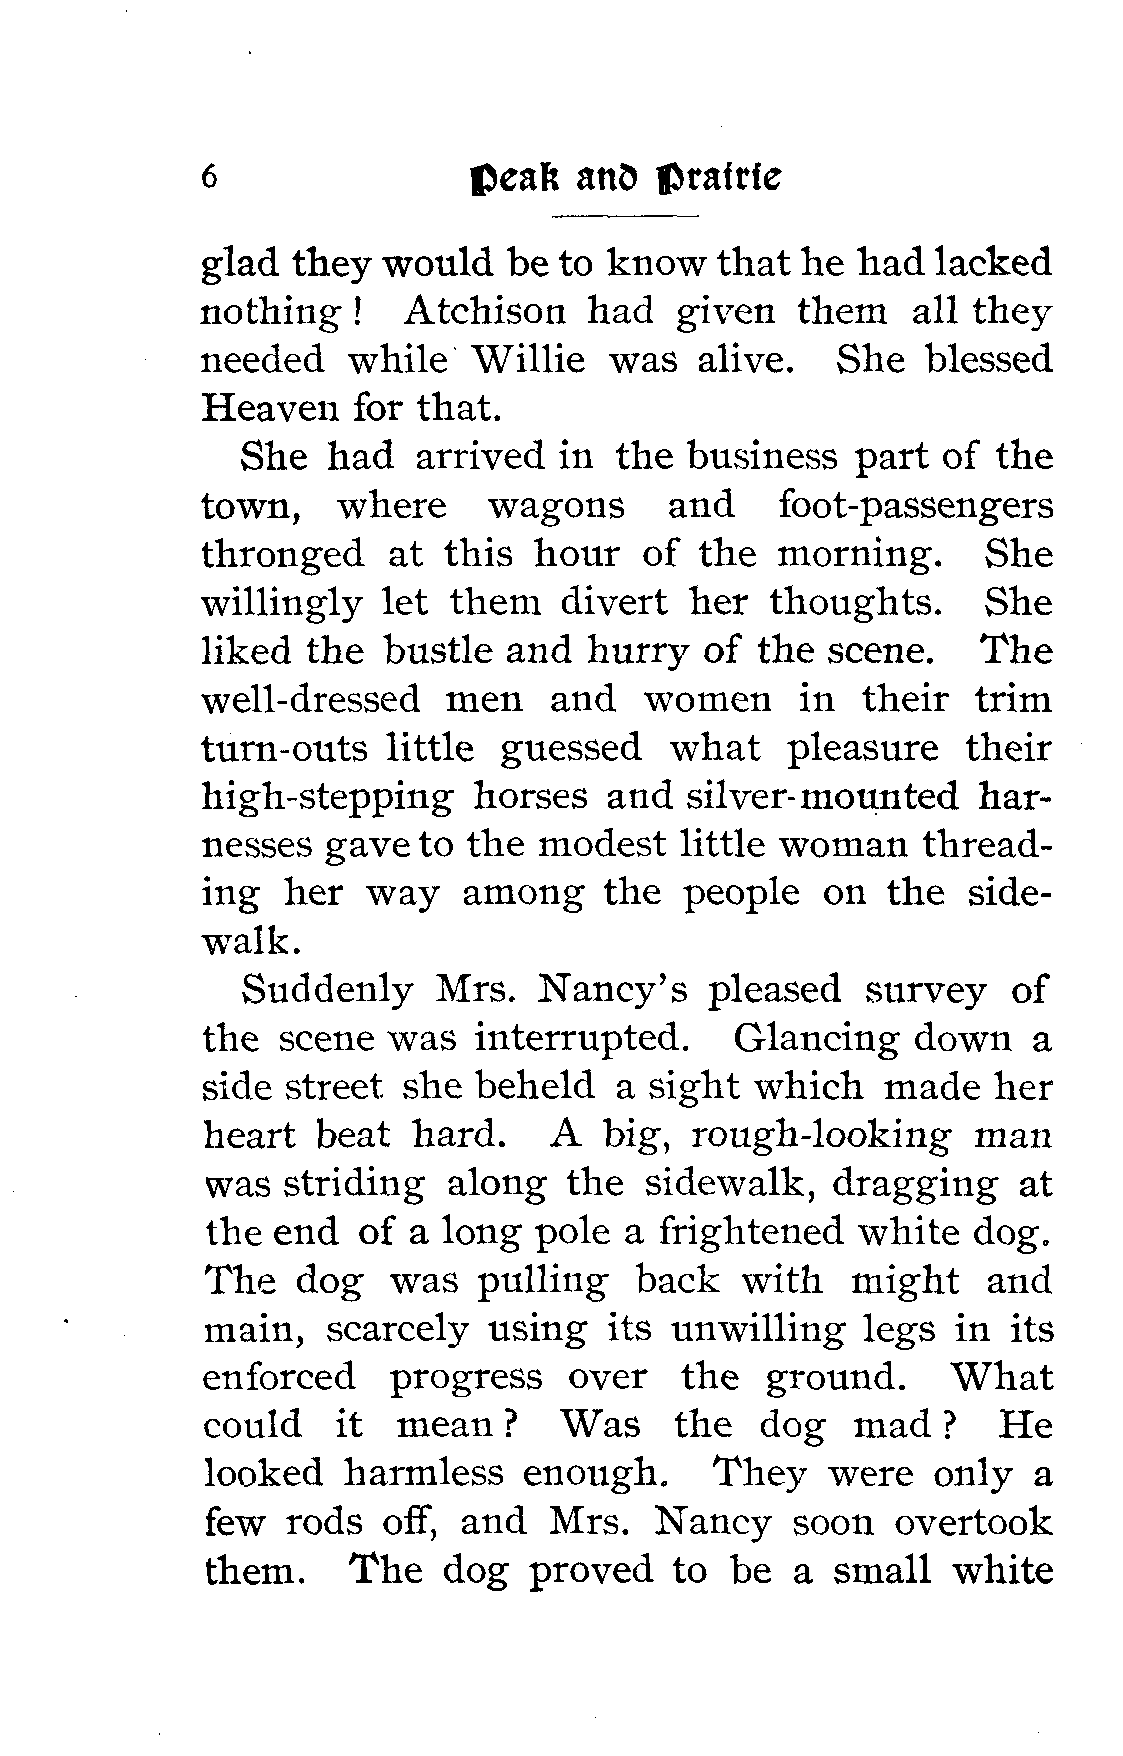 6 Peak and Prairie
glad they would be to know that he had lacked
nothing! Atchison had given them all they
needed while Willie was alive. She blessed
Heaven for that.
She had arrived in the business part of the
town, where wagons and foot-passengers
thronged at this hour of the morning. She
willingly let them divert her thoughts. She
liked the bustle and hurry of the scene. The
well-dressed men and women in their trim
turn-outs little guessed what pleasure their
high-stepping horses and silver-mounted har-
nesses gave to the modest little woman thread-
ing her way among the people on the side-
walk.
Suddenly Mrs. Nancy's pleased survey of
the scene was interrupted. Glancing down a
side street she beheld a sight which made her
heart beat hard. A big, rough-looking man
was striding along the sidewalk, dragging at
the end of a long pole a frightened white dog.
The dog was pulling back with might and
main, scarcely using its unwilling legs in its
enforced progress over the ground. What
could it mean? Was the dog mad? He
looked harmless enough. They were only a
few rods off, and Mrs. Nancy soon overtook
them. The dog proved to be a small white